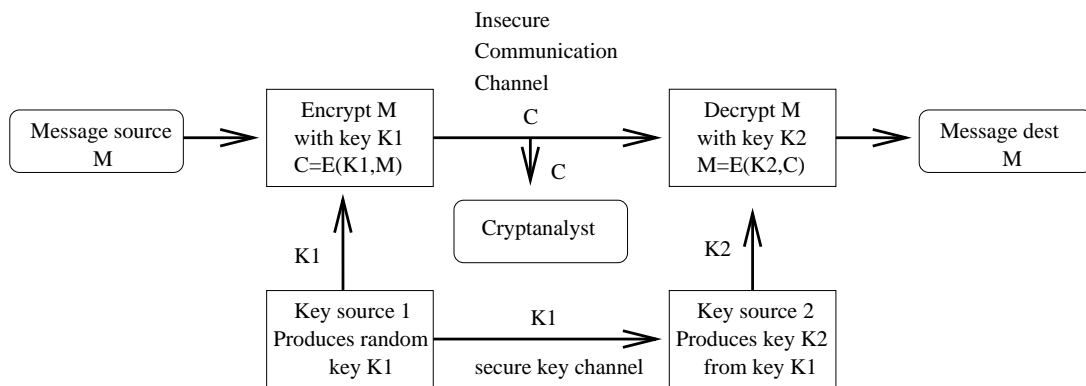 Insecure
Communication
Channel
Message source
M
Encrypt M
with key K1
C=E(K1,M)
C
C
Decrypt M
with key K2
M=E(K2,C)
Message dest
M
Cryptanalyst
K1
K2
Key source 1
Produces random
key K1
K1
secure key channel
Key source 2
Produces key K2
from key K1